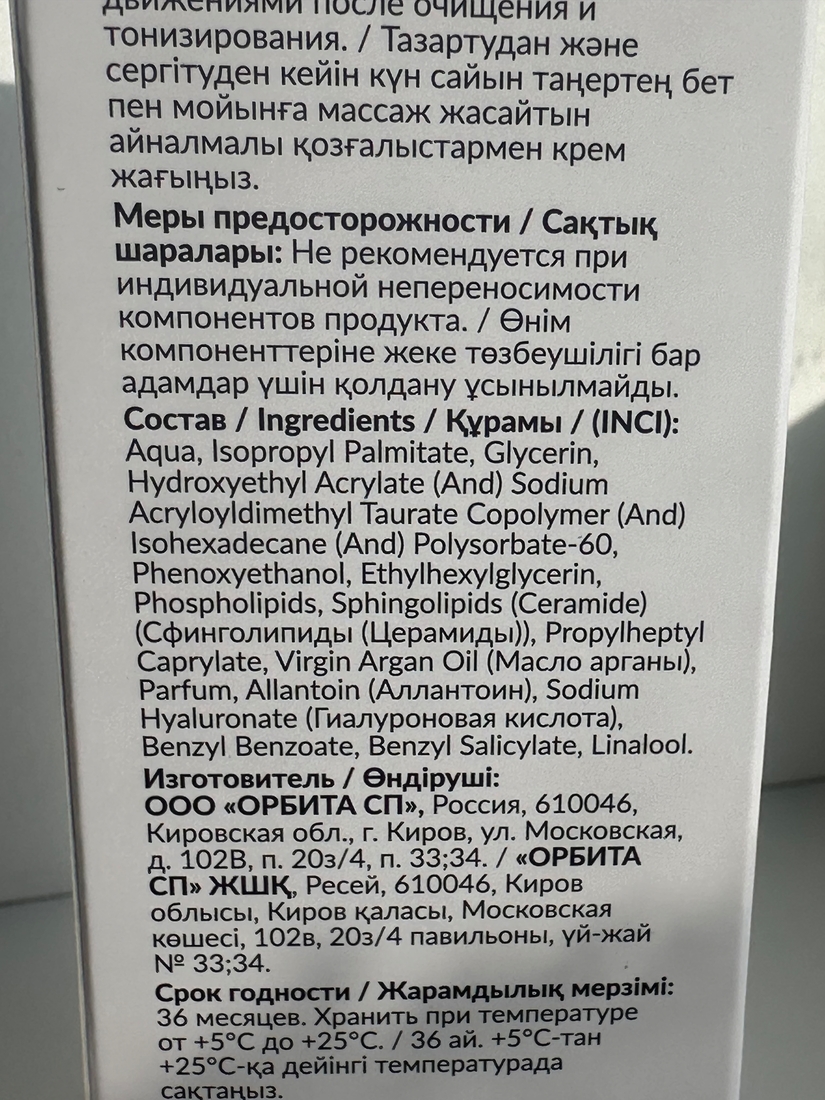 движениями после очищения и
тонизирования. / Тазартудан және
сергітуден кейін күн сайын таңертең бет
пен мойынға массаж жасайтын
айналмалы қозғалыстармен крем
жағыңыз.
Меры предосторожности / Сақтық
шаралары: Не рекомендуется при
индивидуальной непереносимости
компонентов продукта. / Өнім
компоненттеріне жеке төзбеушілігі бар
адамдар үшін қолдану ұсынылмайды.
Состав / Ingredients / Құрамы / (INCI):
Aqua, Isopropyl Palmitate, Glycerin,
Hydroxyethyl Acrylate (And) Sodium
Acryloyldimethyl Taurate Copolymer (And)
Isohexadecane (And) Polysorbate-60,
Phenoxyethanol, Ethylhexylglycerin,
Phospholipids, Sphingolipids (Ceramide)
(Сфинголипиды (Церамиды)), Propylheptyl
Caprylate, Virgin Argan Oil (Масло арганы),
Parfum, Allantoin (Аллантоин), Sodium
Hyaluronate (Гиалуроновая кислота),
Benzyl Benzoate, Benzyl Salicylate, Linalool.
Изготовитель / Өндіруші:
ООО «ОРБИТА СП», Россия, 610046,
Кировская обл., г. Киров, ул. Московская,
д. 102В, п. 20з/4, п. 33;34. / «ОРБИТА
СП» ЖШҚ, Ресей, 610046, Киров
облысы, Киров қаласы, Московская
көшесі, 102в, 20з/4 павильоны, үй-жай
№ 33;34.
Срок годности / Жарамдылық мерзімі:
36 месяцев. Хранить при температуре
от +5°С до +25°С. / 36 ай. +5°С-тан
+25°С-қа дейінгі температурада
сақтаңыз.